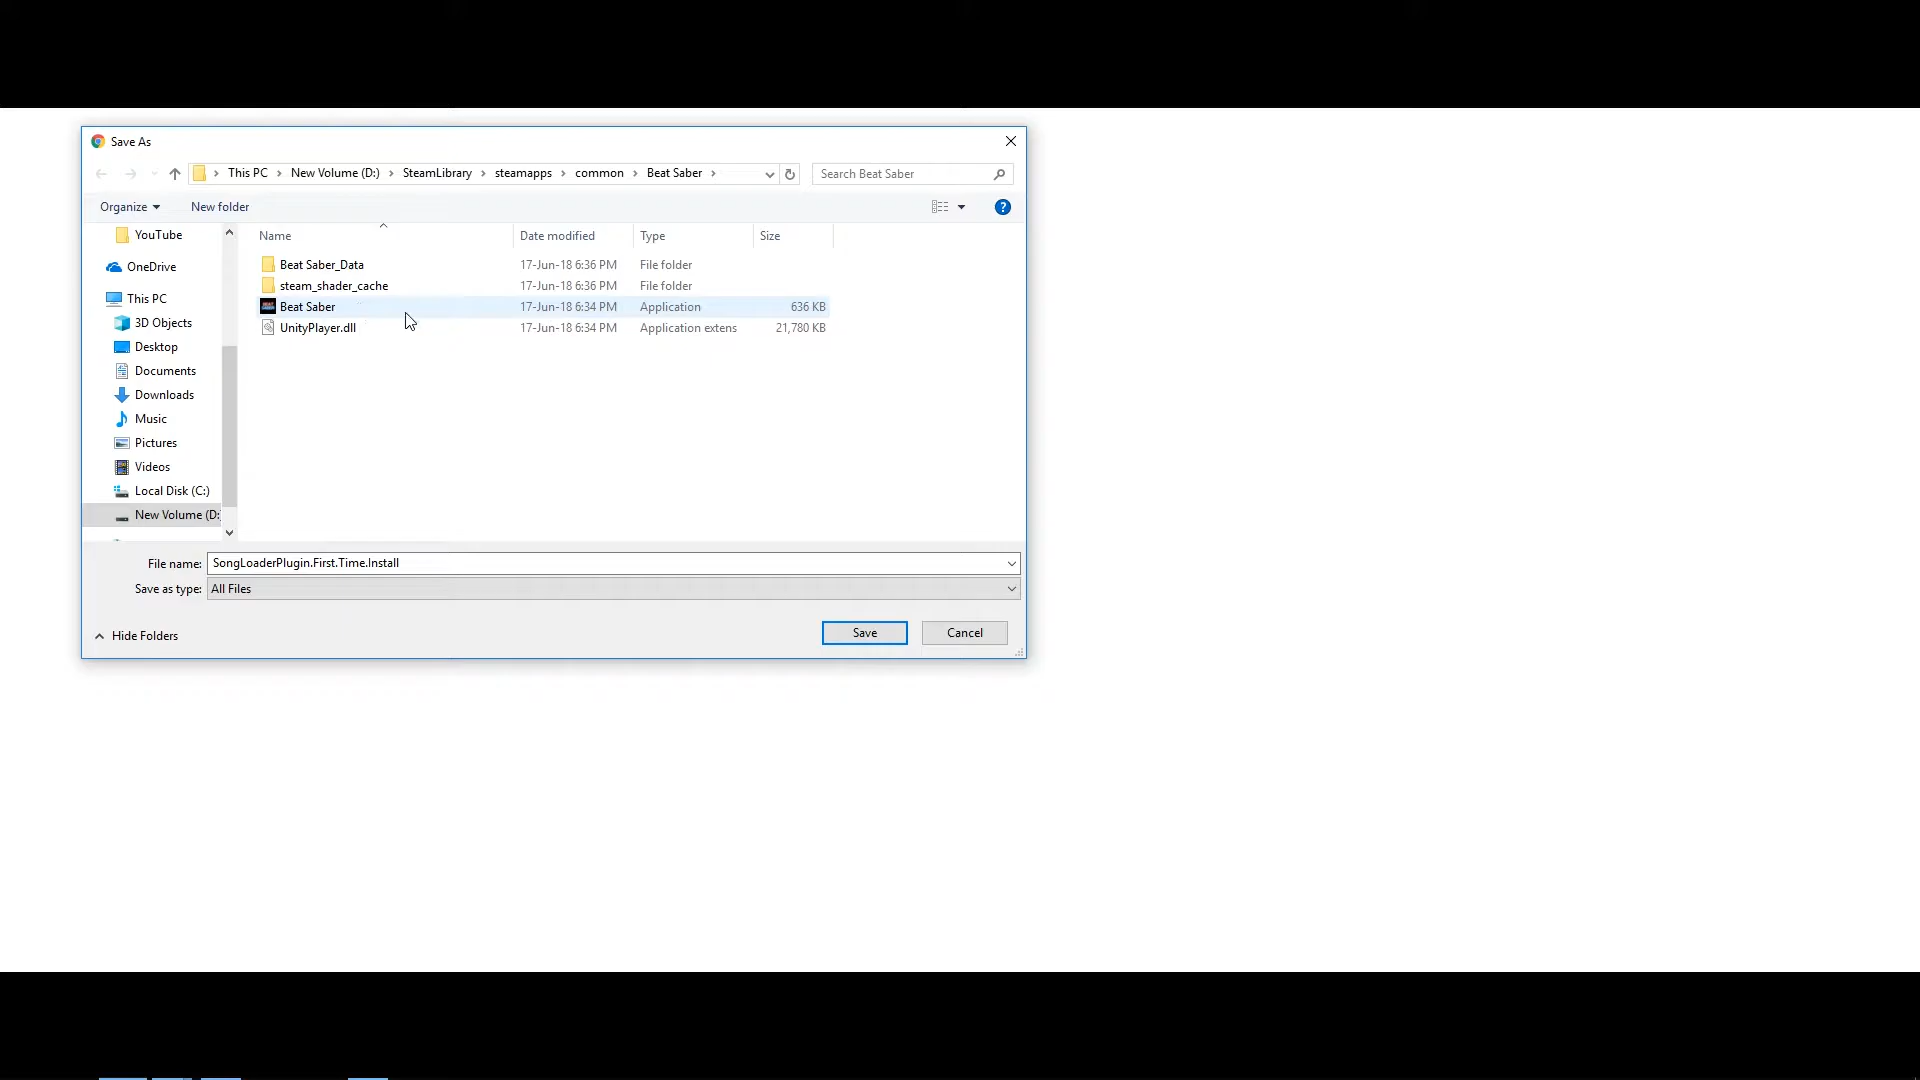 Save As
This PC > New Volume (D:) > SteamLibrary > steamapps > common > Beat Saber >
Search Beat Saber
Organize New folder
Name Date modified Type Size
YouTube
OneDrive
This PC
3D Objects
Desktop
Documents
Downloads
Music
Pictures
Videos
Local Disk (C:)
New Volume (D:
Beat Saber_Data 17-Jun-18 6:36 PM File folder
steam_shader_cache 17-Jun-18 6:36 PM File folder
Beat Saber 17-Jun-18 6:34 PM Application 636 KB
UnityPlayer.dll 17-Jun-18 6:34 PM Application extens 21,780 KB
File name: SongLoaderPlugin.First.Time.Install
Save as type: All Files
Hide Folders
Save Cancel